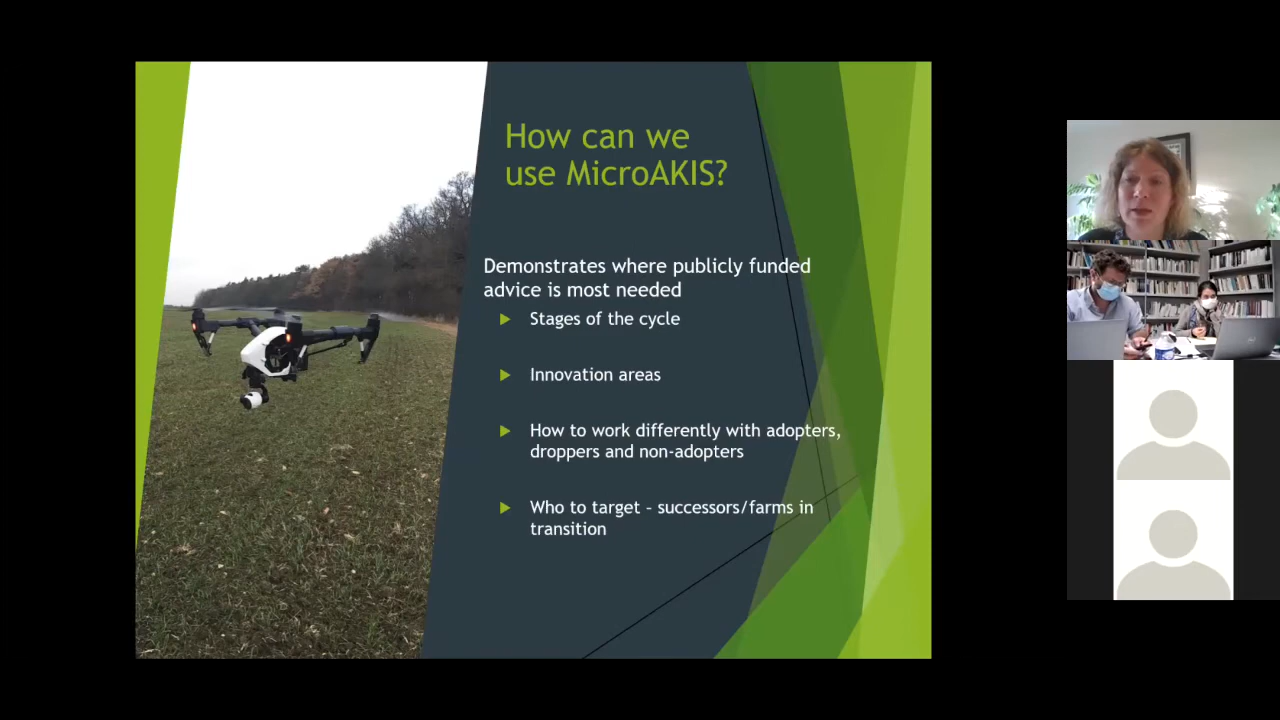 How can we
use MicroAKIS?
Demonstrates where publicly funded
advice is most needed
Stages of the cycle
Innovation areas
How to work differently with adopters,
droppers and non-adopters
Who to target – successors/farms in
transition